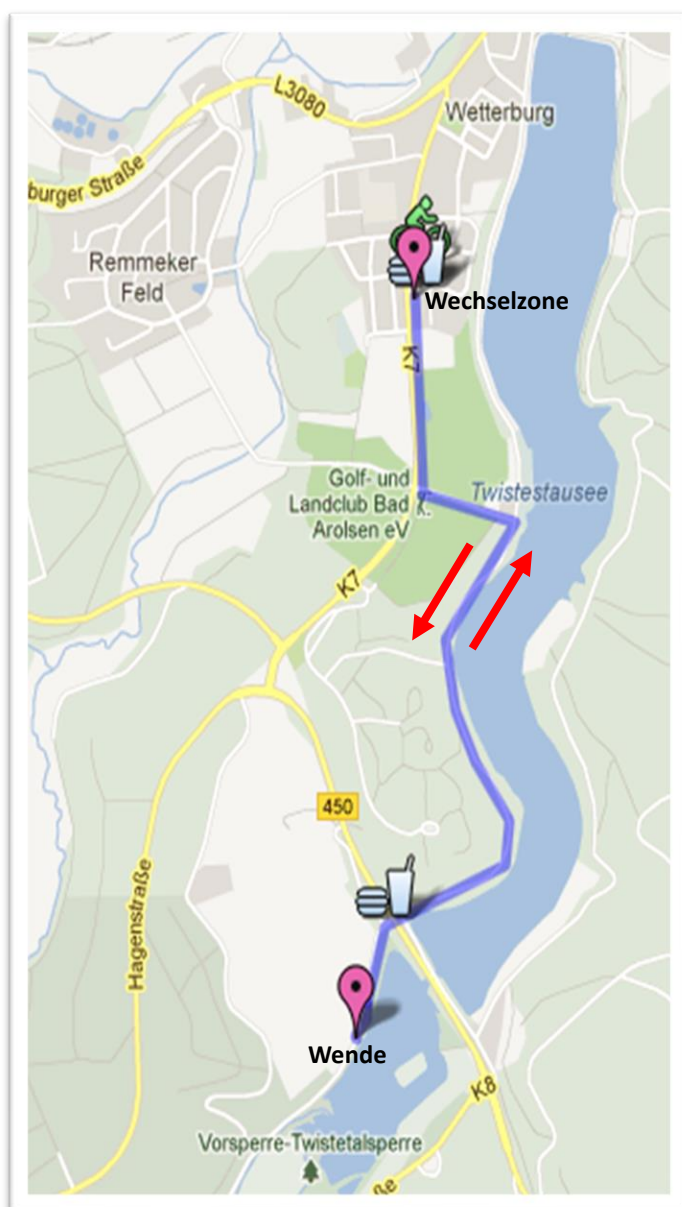 L3080
Wetterburg
burger Straße
Remmeker
Feld
Wechselzone
K7
Golf- und
Landclub Bad
Arolsen eV
Twistestausee
K7
450
Hagenstraße
Wende
K8
Vorsperre-Twistetalsperre
ße